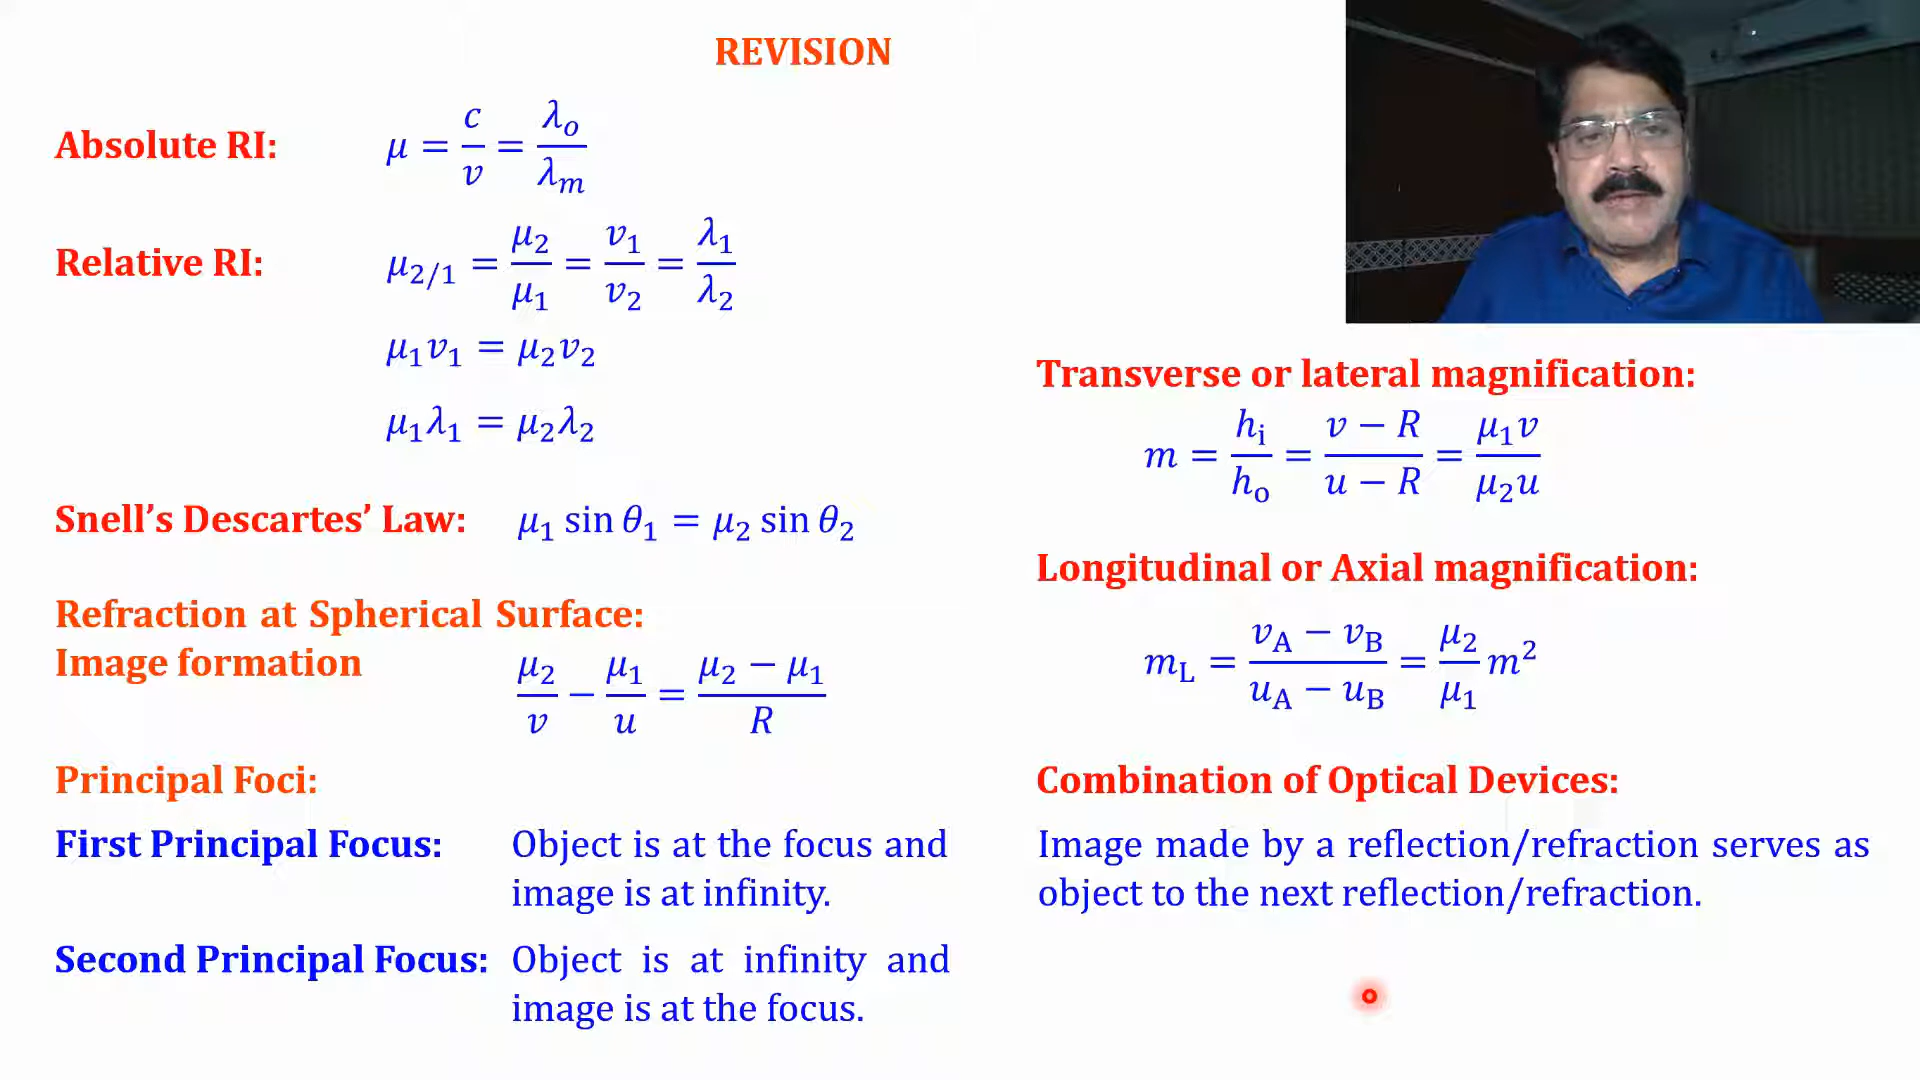 REVISION
Absolute RI: μ = c/v = λₒ/λₘ
Relative RI: μ₂/₁ = μ₂/μ₁ = v₁/v₂ = λ₁/λ₂
μ₁v₁ = μ₂v₂
μ₁λ₁ = μ₂λ₂
Snell’s Descartes’ Law: μ₁ sin θ₁ = μ₂ sin θ₂
Refraction at Spherical Surface:
Image formation μ₂/v − μ₁/u = (μ₂ − μ₁)/R
Principal Foci:
First Principal Focus: Object is at the focus and
image is at infinity.
Second Principal Focus: Object is at infinity and
image is at the focus.
Transverse or lateral magnification:
m = hᵢ/hₒ = (v − R)/(u − R) = μ₁v/μ₂u
Longitudinal or Axial magnification:
m_L = (v_A − v_B)/(u_A − u_B) = μ₂/μ₁ m²
Combination of Optical Devices:
Image made by a reflection/refraction serves as
object to the next reflection/refraction.